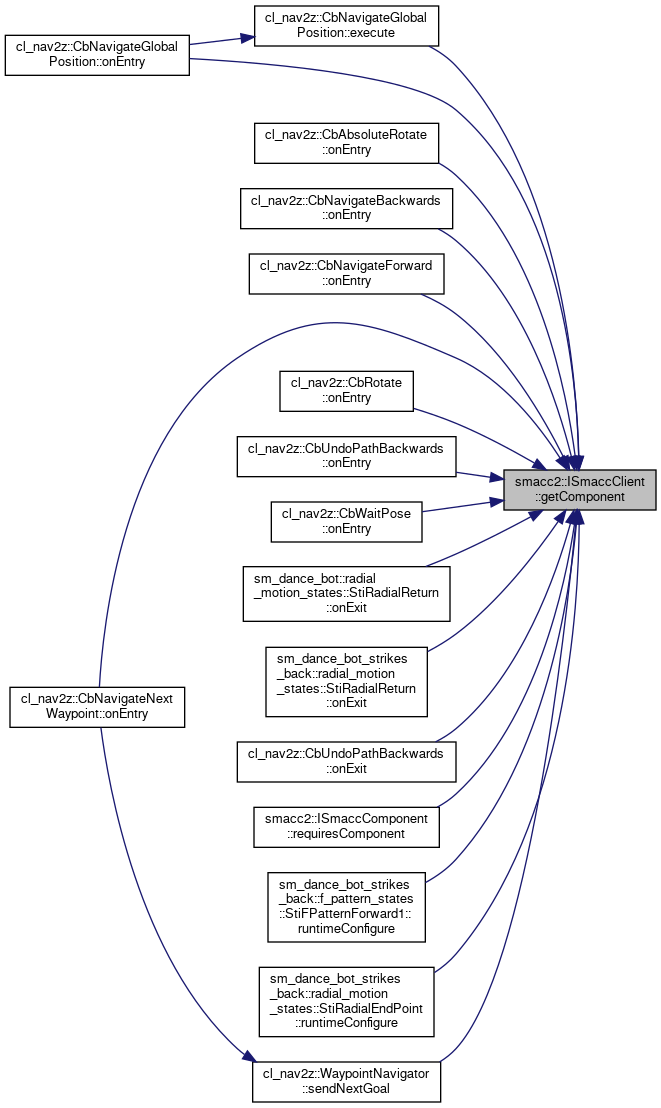 cl_nav2z::CbNavigateGlobal
Position::execute
cl_nav2z::CbNavigateGlobal
Position::onEntry
cl_nav2z::CbAbsoluteRotate
::onEntry
cl_nav2z::CbNavigateBackwards
::onEntry
cl_nav2z::CbNavigateForward
::onEntry
cl_nav2z::CbRotate
::onEntry
cl_nav2z::CbUndoPathBackwards
::onEntry
smacc2::ISmaccClient
::getComponent
cl_nav2z::CbWaitPose
::onEntry
sm_dance_bot::radial
_motion_states::StiRadialReturn
::onExit
sm_dance_bot_strikes
_back::radial_motion
_states::StiRadialReturn
::onExit
cl_nav2z::CbNavigateNext
Waypoint::onEntry
cl_nav2z::CbUndoPathBackwards
::onExit
smacc2::ISmaccComponent
::requiresComponent
sm_dance_bot_strikes
_back::f_pattern_states
::StiFPatternForward1::
runtimeConfigure
sm_dance_bot_strikes
_back::radial_motion
_states::StiRadialEndPoint
::runtimeConfigure
cl_nav2z::WaypointNavigator
::sendNextGoal